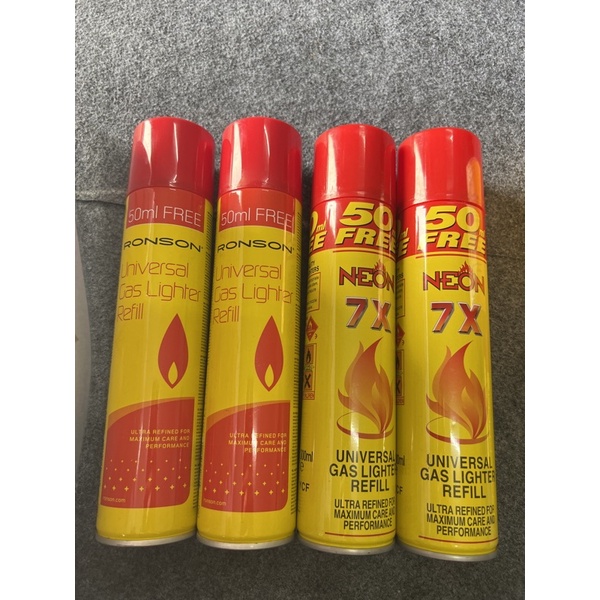 50ml FREE
RONSON
Universal
Gas Lighter
Refill
ULTRA REFINED FOR
MAXIMUM CARE AND
PERFORMANCE
ronson.com
50ml FREE!
RONSON
Universal
Gas Lighter
Refill
ULTRA REFINED FOR
MAXIMUM CARE AND
PERFORMANCE
50
FREE
NEON
7X
UNIVERSAL
GAS LIGHTER
REFILL
ULTRA REFINED FOR
MAXIMUM CARE AND
PERFORMANCE
50
FREE
NEON
7X
UNIVERSAL
GAS LIGHTER
REFILL
ULTRA REFINED FOR
MAXIMUM CARE AND
PERFORMANCE